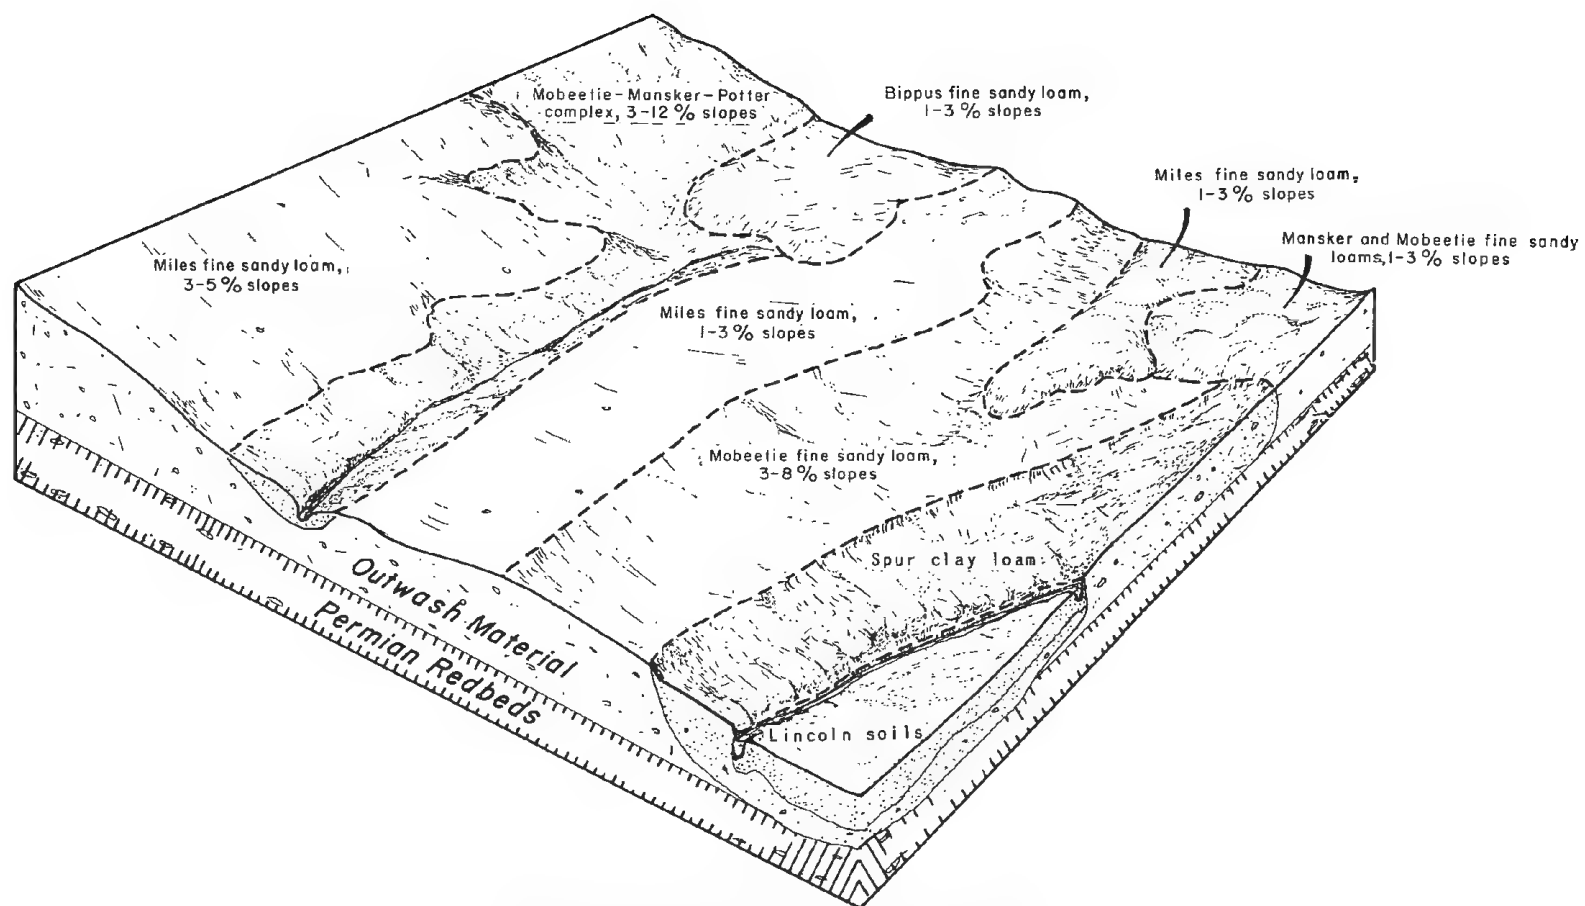 Mobeetie-Mansker-Potter
complex, 3-12% slopes
Bippus fine sandy loam,
1-3% slopes
Miles fine sandy loam,
1-3% slopes
Mansker and Mobeetie fine sandy
loams, 1-3% slopes
Miles fine sandy loam,
3-5% slopes
Miles fine sandy loam,
1-3% slopes
Mobeetie fine sandy loam,
3-8% slopes
Spur clay loam
Outwash Material
Permian Redbeds
Lincoln soils